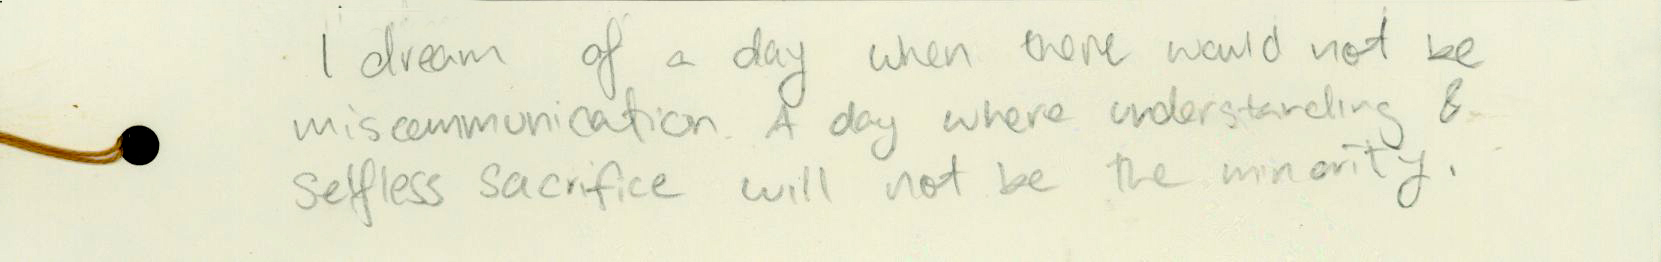 I dream of a day when there would not be
miscommunication. A day where understanding &
selfless sacrifice will not be the minority.